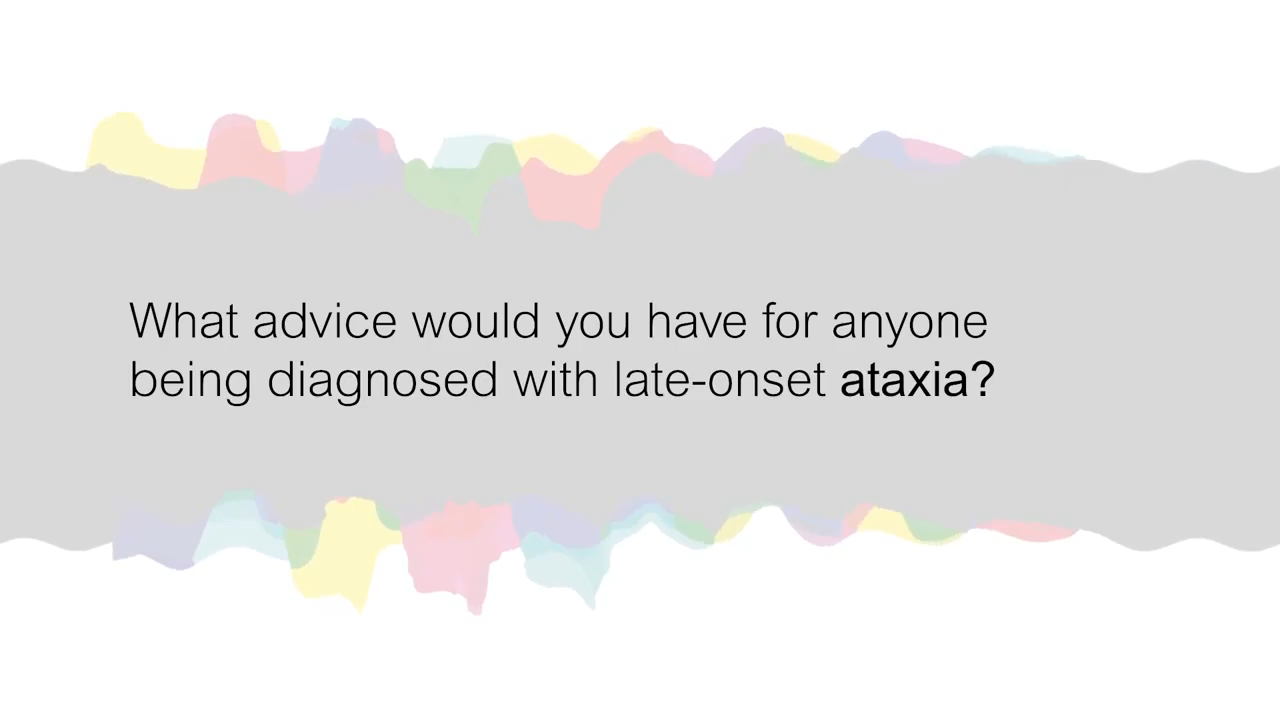 What advice would you have for anyone
being diagnosed with late-onset ataxia?